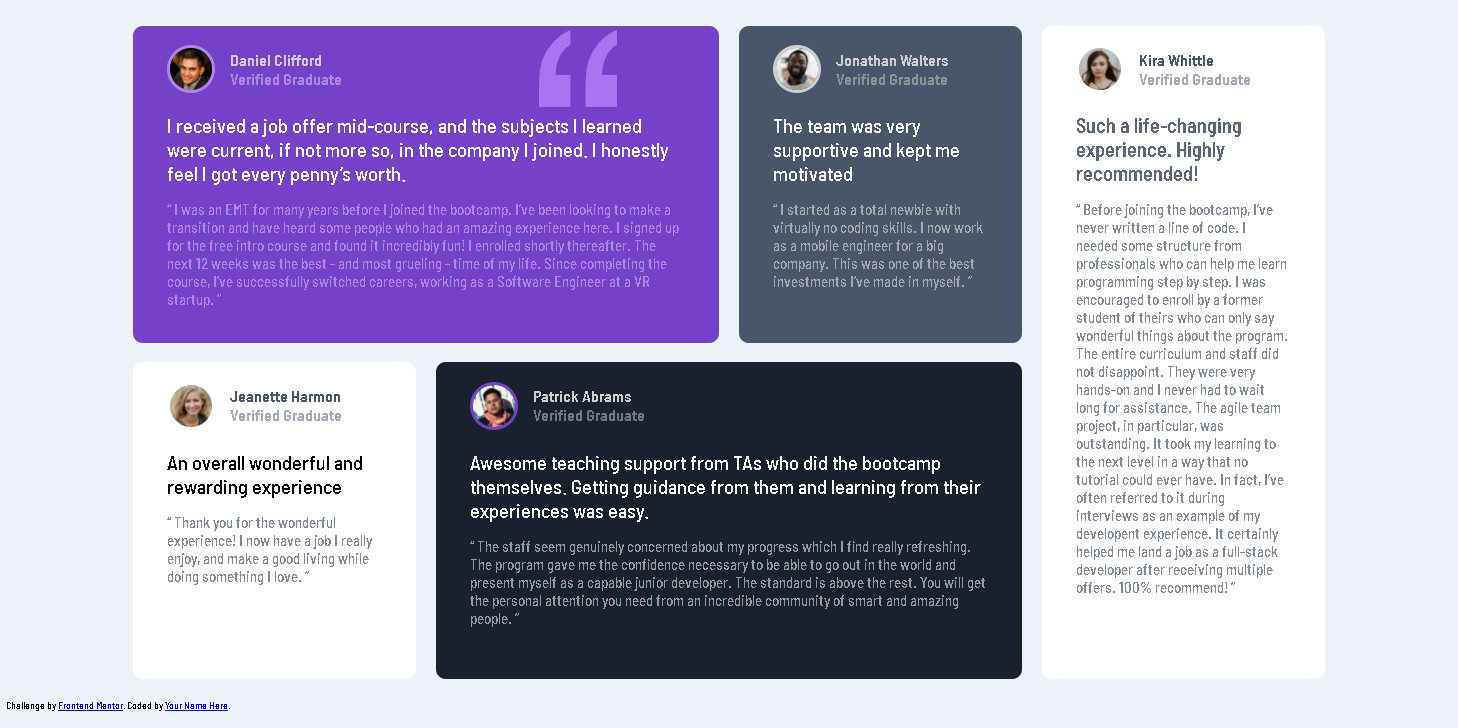 Daniel Clifford
Verified Graduate
I received a job offer mid-course, and the subjects I learned
were current, if not more so, in the company I joined. I honestly
feel I got every penny’s worth.
“ I was an EMT for many years before I joined the bootcamp. I’ve been looking to make a
transition and have heard some people who had an amazing experience here. I signed up
for the free intro course and found it incredibly fun! I enrolled shortly thereafter. The
next 12 weeks was the best - and most grueling - time of my life. Since completing the
course, I’ve successfully switched careers, working as a Software Engineer at a VR
startup. ”
Jonathan Walters
Verified Graduate
The team was very
supportive and kept me
motivated
“ I started as a total newbie with
virtually no coding skills. I now work
as a mobile engineer for a big
company. This was one of the best
investments I’ve made in myself. ”
Kira Whittle
Verified Graduate
Such a life-changing
experience. Highly
recommended!
“ Before joining the bootcamp, I’ve
never written a line of code. I
needed some structure from
professionals who can help me learn
programming step by step. I was
encouraged to enroll by a former
student of theirs who can only say
wonderful things about the program.
The entire curriculum and staff did
not disappoint. They were very
hands-on and I never had to wait
long for assistance. The agile team
project, in particular, was
outstanding. It took my learning to
the next level in a way that no
tutorial could ever have. In fact, I’ve
often referred to it during
interviews as an example of my
developent experience. It certainly
helped me land a job as a full-stack
developer after receiving multiple
offers. 100% recommend! ”
Jeanette Harmon
Verified Graduate
An overall wonderful and
rewarding experience
“ Thank you for the wonderful
experience! I now have a job I really
enjoy, and make a good living while
doing something I love. ”
Patrick Abrams
Verified Graduate
Awesome teaching support from TAs who did the bootcamp
themselves. Getting guidance from them and learning from their
experiences was easy.
“ The staff seem genuinely concerned about my progress which I find really refreshing.
The program gave me the confidence necessary to be able to go out in the world and
present myself as a capable junior developer. The standard is above the rest. You will get
the personal attention you need from an incredible community of smart and amazing
people. ”
Challenge by Frontend Mentor. Coded by Your Name Here.